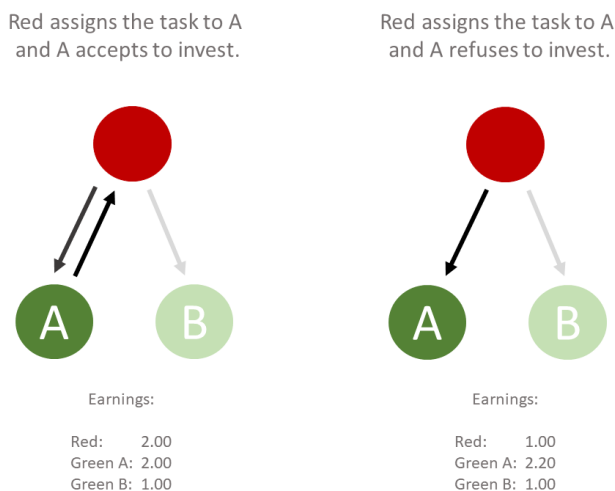 Red assigns the task to A
and A accepts to invest.
A
B
Earnings:
Red: 2.00
Green A: 2.00
Green B: 1.00
Red assigns the task to A
and A refuses to invest.
A
B
Earnings:
Red: 1.00
Green A: 2.20
Green B: 1.00